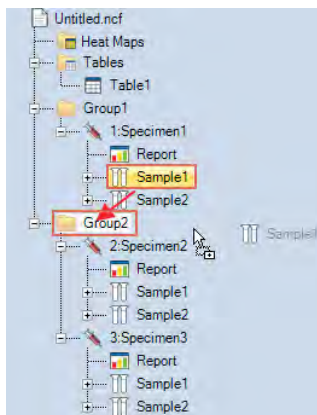 Untitled.ncf
Heat Maps
Tables
Table1
Group1
1:Specimen1
Report
Sample1
Sample2
Group2
2:Specimen2
Report
Sample1
Sample2
3:Specimen3
Report
Sample1
Sample2